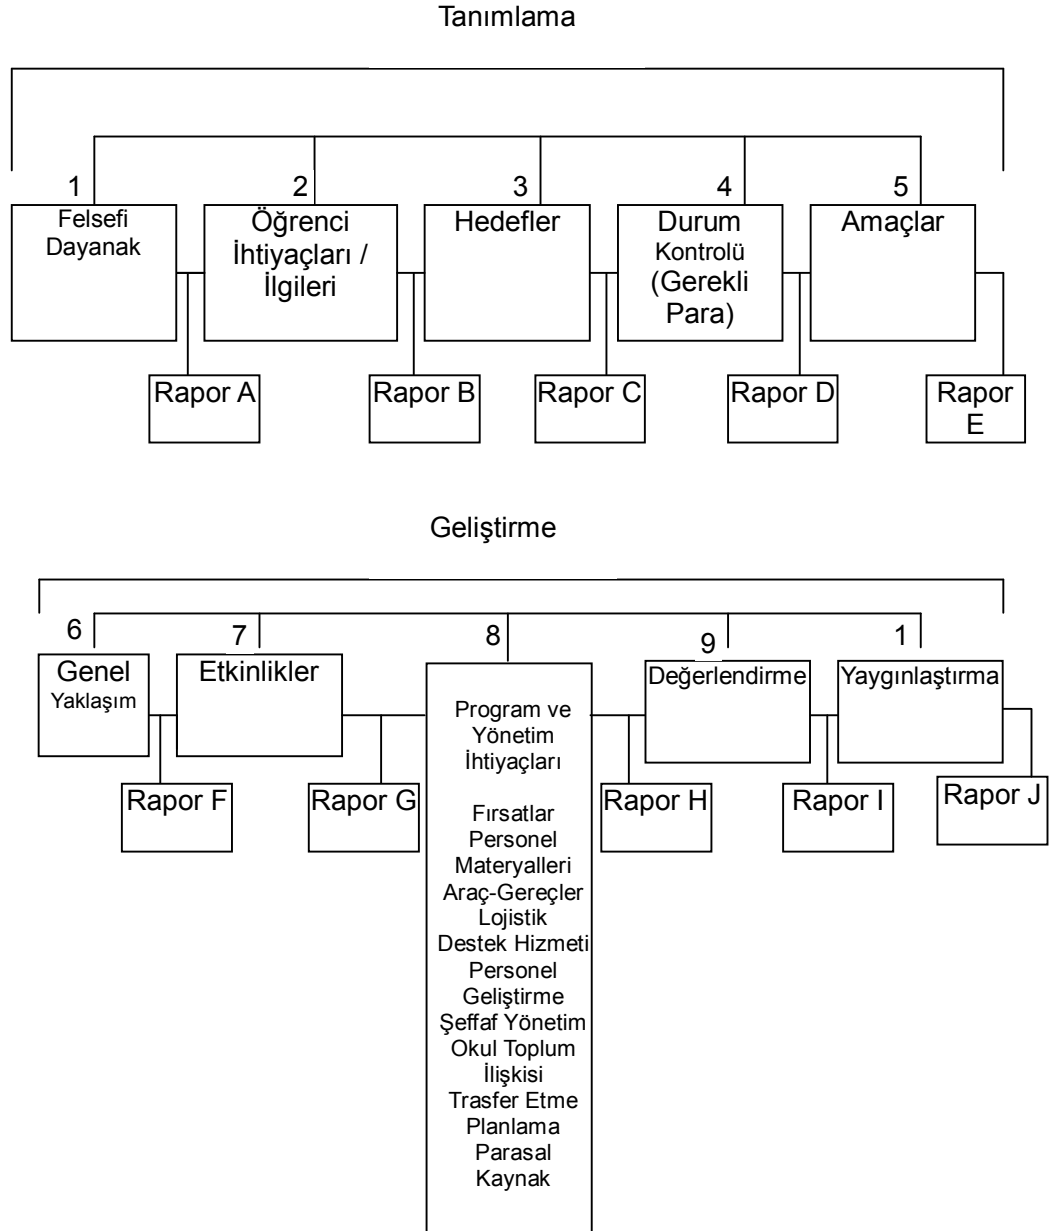 Tanımlama
1
2
3
4
5
Felsefi
Dayanak
Öğrenci
İhtiyaçları /
İlgileri
Hedefler
Durum
Kontrolü
(Gerekli
Para)
Amaçlar
Rapor A
Rapor B
Rapor C
Rapor D
Rapor
E
Geliştirme
6
7
8
9
1
Genel
Yaklaşım
Etkinlikler
Program ve
Yönetim
İhtiyaçları
Fırsatlar
Personel
Materyalleri
Araç-Gereçler
Lojistik
Destek Hizmeti
Personel
Geliştirme
Şeffaf Yönetim
Okul Toplum
İlişkisi
Trasfer Etme
Planlama
Parasal
Kaynak
Değerlendirme
Yaygınlaştırma
Rapor F
Rapor G
Rapor H
Rapor I
Rapor J